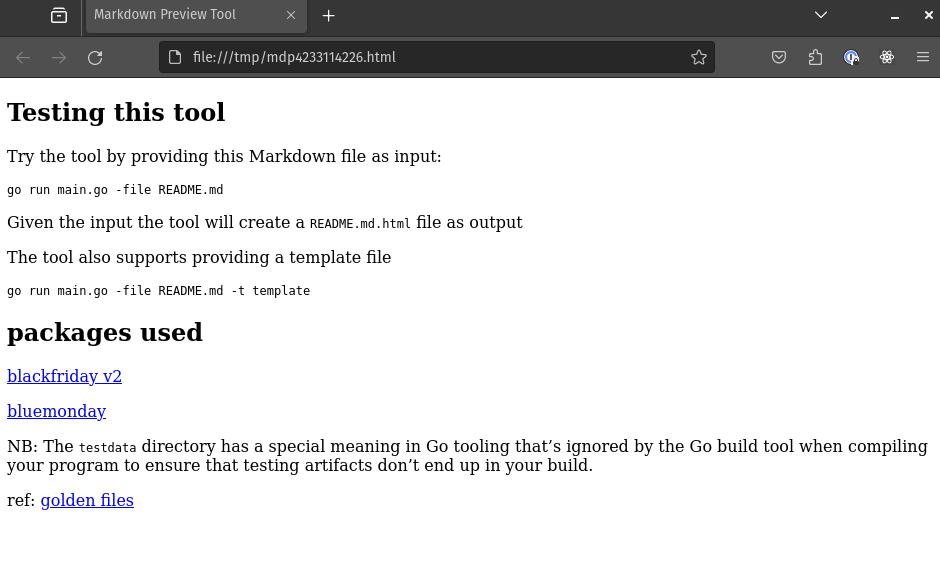 Markdown Preview Tool
file:///tmp/mdp4233114226.html
Testing this tool
Try the tool by providing this Markdown file as input:
go run main.go -file README.md
Given the input the tool will create a README.md.html file as output
The tool also supports providing a template file
go run main.go -file README.md -t template
packages used
blackfriday v2
bluemonday
NB: The testdata directory has a special meaning in Go tooling that’s ignored by the Go build tool when compiling
your program to ensure that testing artifacts don’t end up in your build.
ref: golden files